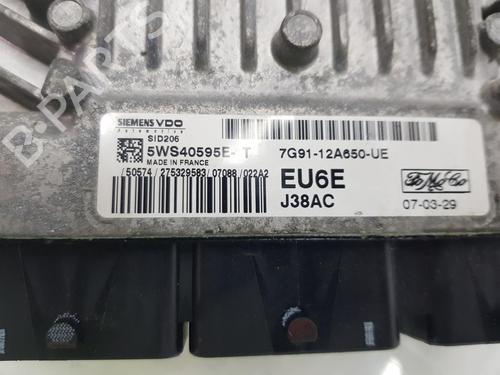 B-PARTS
SIEMENS VDO
Automotive
SID206
5WS40595E- T
7G91-12A650-UE
MADE IN FRANCE
/50574 / 275329583/07088 /022A2
EU6E
J38AC
07-03-29